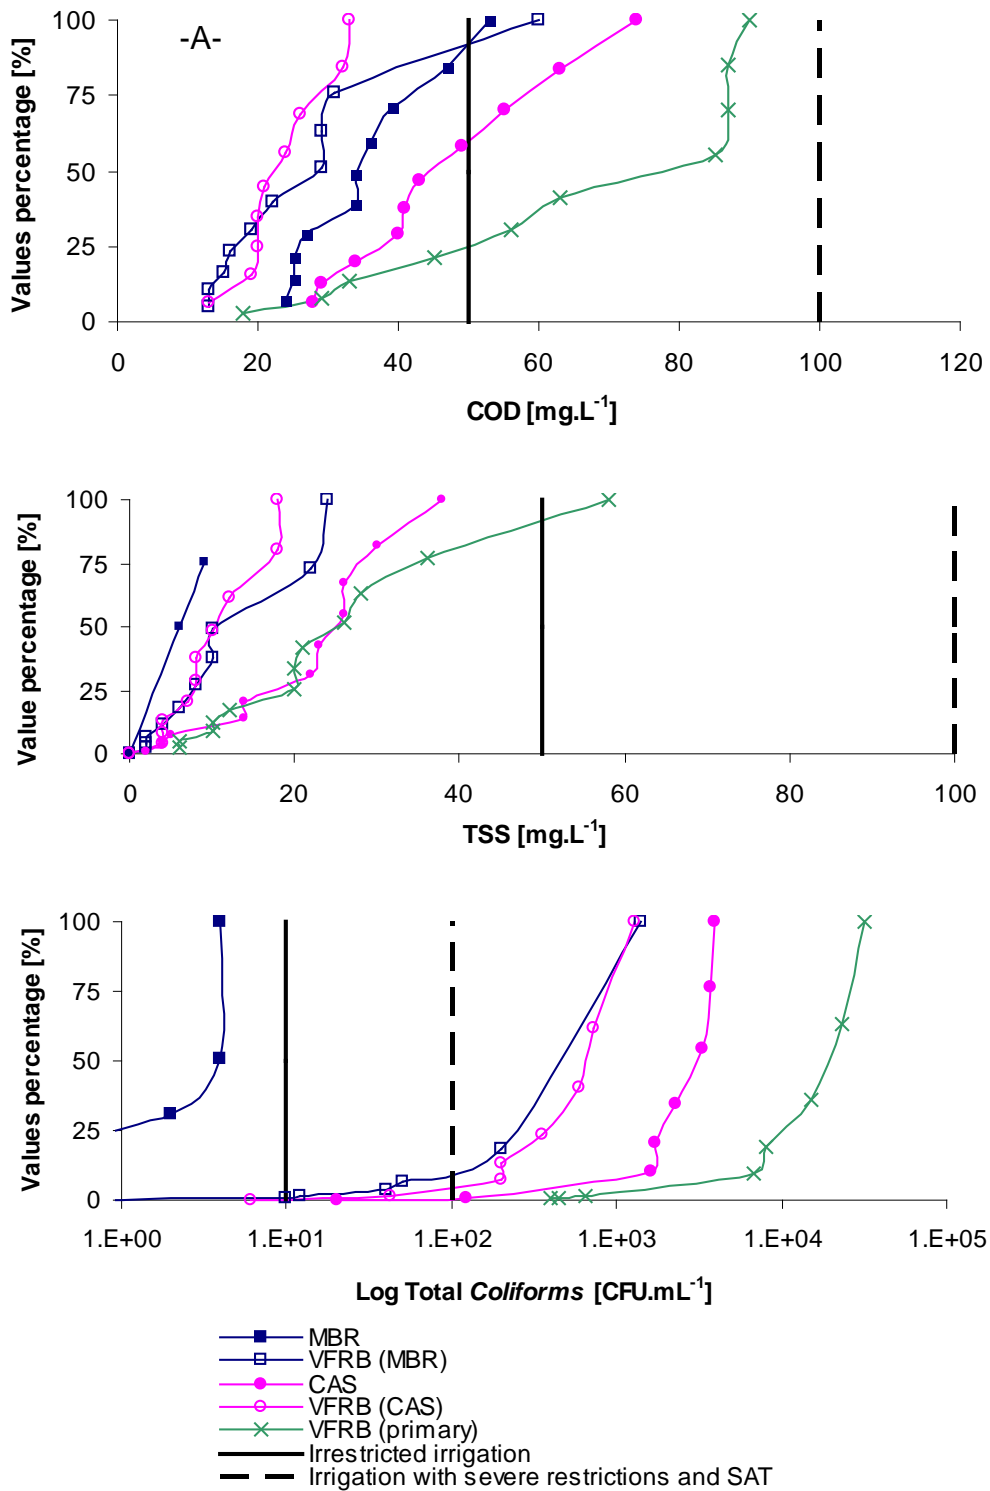 -A-
Values percentage [%]
100
75
50
25
0
0 20 40 60 80 100 120
COD [mg.L⁻¹]
Value percentage [%]
100
75
50
25
0
0 20 40 60 80 100
TSS [mg.L⁻¹]
Values percentage [%]
100
75
50
25
0
1.E+00 1.E+01 1.E+02 1.E+03 1.E+04 1.E+05
Log Total Coliforms [CFU.mL⁻¹]
MBR
VFRB (MBR)
CAS
VFRB (CAS)
VFRB (primary)
Irrestricted irrigation
Irrigation with severe restrictions and SAT